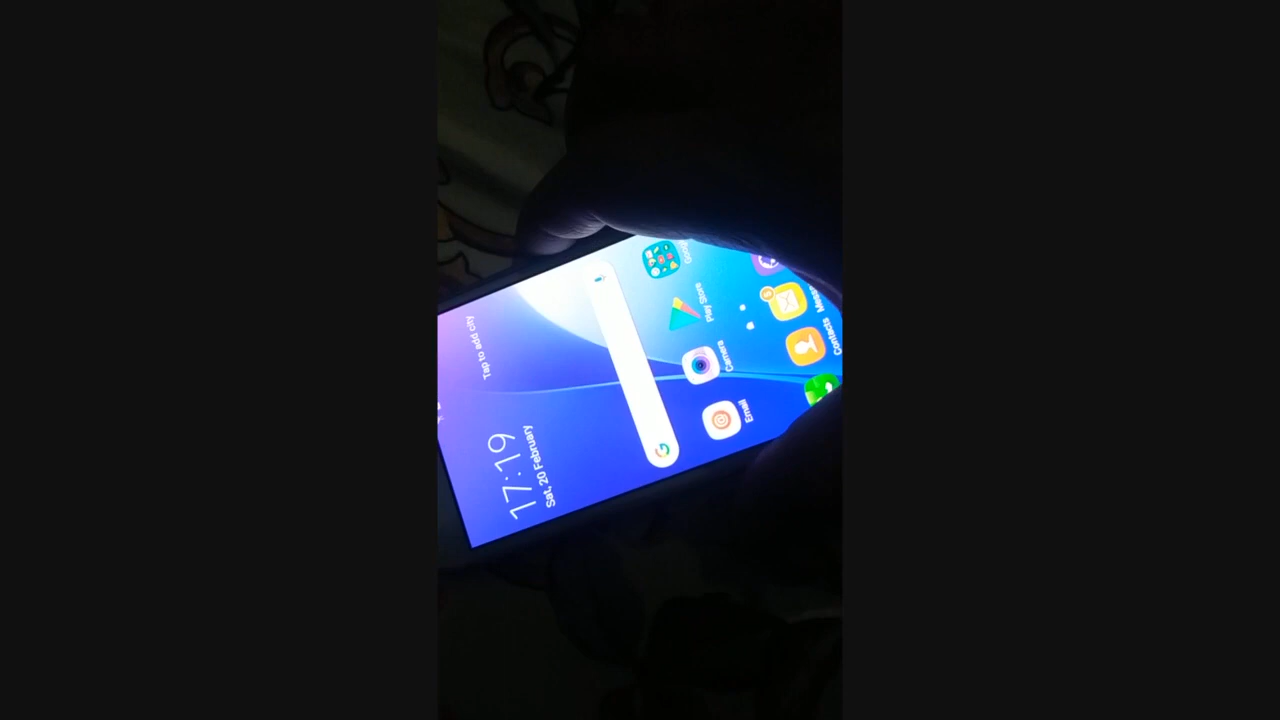 Tap to add city
17:19
Sat, 20 February
Email
Camera
Play Store
Contacts